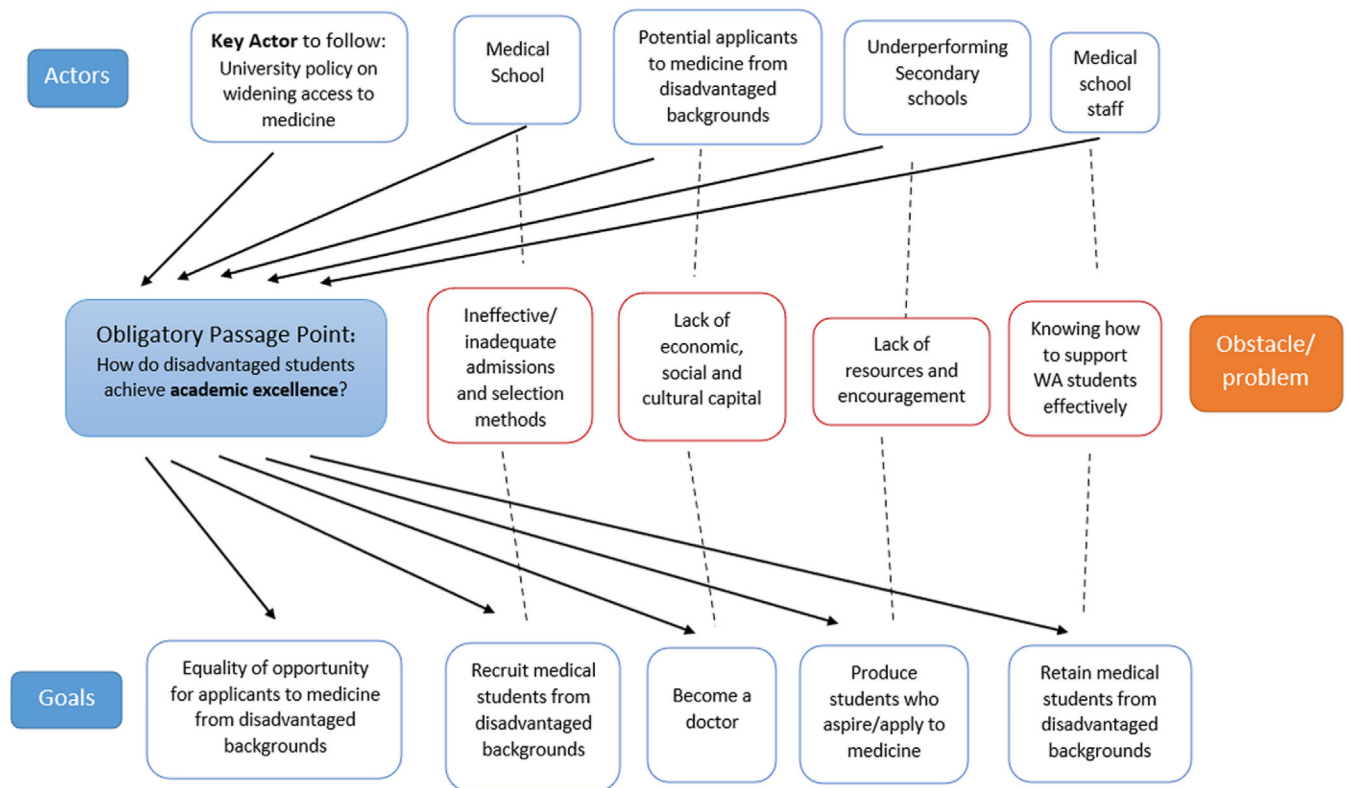 Actors
Key Actor to follow:
University policy on
widening access to
medicine
Medical
School
Potential applicants
to medicine from
disadvantaged
backgrounds
Underperforming
Secondary
schools
Medical
school
staff
Obligatory Passage Point:
How do disadvantaged students
achieve academic excellence?
Ineffective/
inadequate
admissions
and selection
methods
Lack of
economic,
social and
cultural capital
Lack of
resources and
encouragement
Knowing how
to support
WA students
effectively
Obstacle/
problem
Goals
Equality of opportunity
for applicants to medicine
from disadvantaged
backgrounds
Recruit medical
students from
disadvantaged
backgrounds
Become a
doctor
Produce
students who
aspire/apply to
medicine
Retain medical
students from
disadvantaged
backgrounds